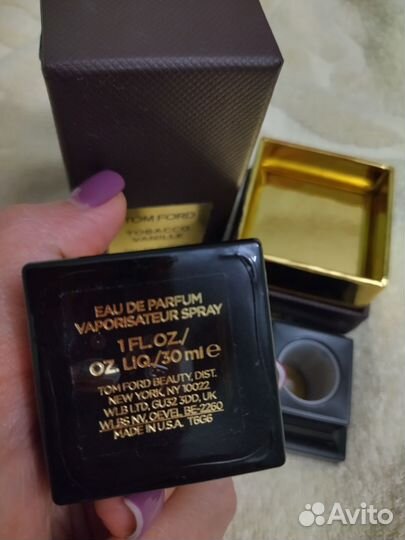 TOM FORD
TOBACCO
VANILLE
EAU DE PARFUM
VAPORISATEUR SPRAY
1 FL.OZ./
OZ. LIQ./30 ml e
TOM FORD BEAUTY, DIST.
NEW YORK, NY 10022
WLB LTD, GU32 3DD, UK
WLBS NV, OEVEL BE-2260
MADE IN U.S.A. T6G6
Avito